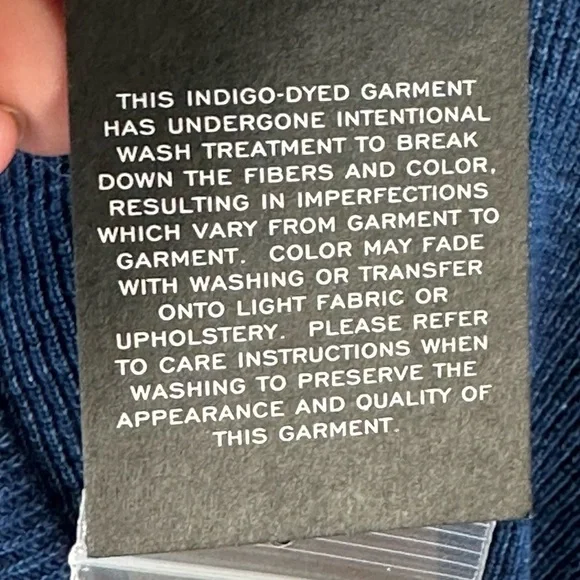 THIS INDIGO-DYED GARMENT
HAS UNDERGONE INTENTIONAL
WASH TREATMENT TO BREAK
DOWN THE FIBERS AND COLOR,
RESULTING IN IMPERFECTIONS
WHICH VARY FROM GARMENT TO
GARMENT. COLOR MAY FADE
WITH WASHING OR TRANSFER
ONTO LIGHT FABRIC OR
UPHOLSTERY. PLEASE REFER
TO CARE INSTRUCTIONS WHEN
WASHING TO PRESERVE THE
APPEARANCE AND QUALITY OF
THIS GARMENT.